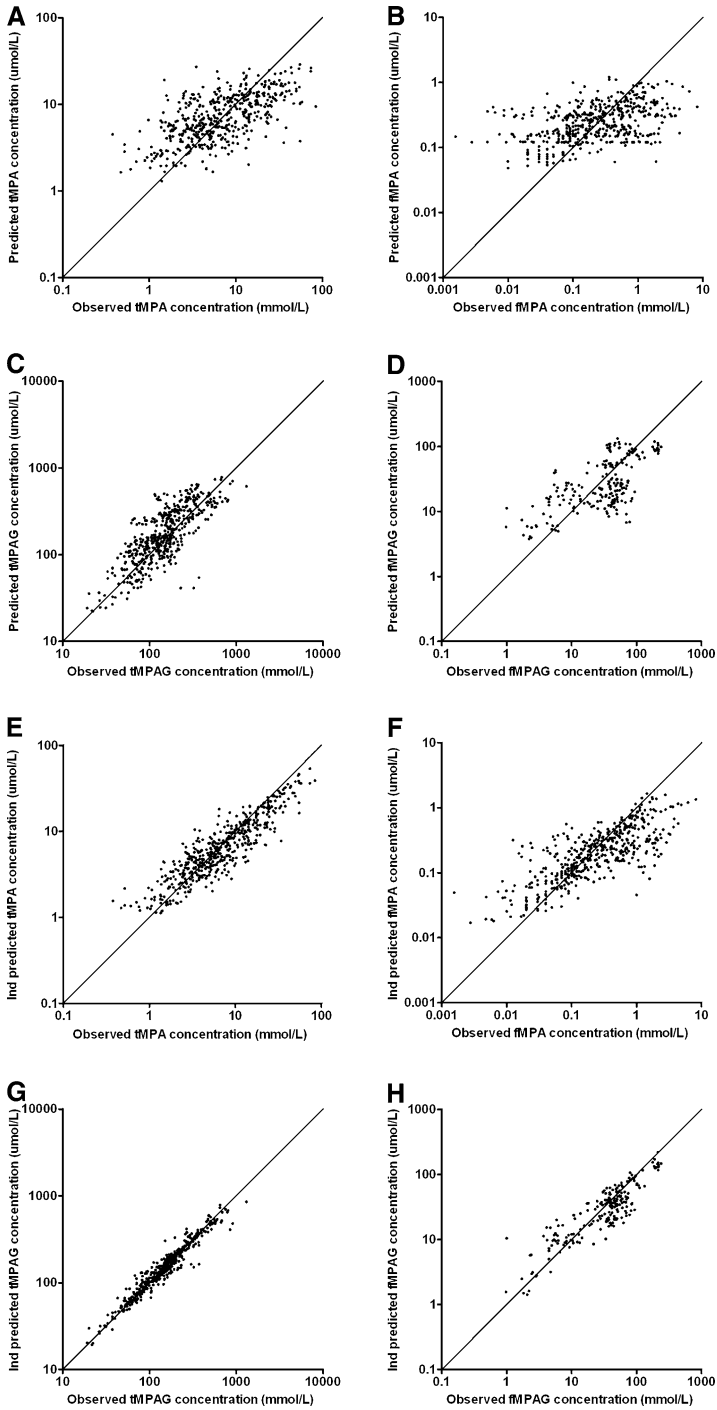 A
B
100
10
1
0.1
Predicted tMPA concentration (umol/L)
0.1 1 10 100
Observed tMPA concentration (mmol/L)
10
1
0.1
0.01
0.001
Predicted fMPA concentration (umol/L)
0.001 0.01 0.1 1 10
Observed fMPA concentration (mmol/L)
C
D
10000
1000
100
10
Predicted tMPAG concentration (umol/L)
10 100 1000 10000
Observed tMPAG concentration (mmol/L)
1000
100
10
1
0.1
Predicted fMPAG concentration (umol/L)
0.1 1 10 100 1000
Observed fMPAG concentration (mmol/L)
E
F
100
10
1
0.1
Ind predicted tMPA concentration (umol/L)
0.1 1 10 100
Observed tMPA concentration (mmol/L)
10
1
0.1
0.01
0.001
Ind predicted fMPA concentration (umol/L)
0.001 0.01 0.1 1 10
Observed fMPA concentration (mmol/L)
G
H
10000
1000
100
10
Ind predicted tMPAG concentration (umol/L)
10 100 1000 10000
Observed tMPAG concentration (mmol/L)
1000
100
10
1
0.1
Ind predicted fMPAG concentration (umol/L)
0.1 1 10 100 1000
Observed fMPAG concentration (mmol/L)